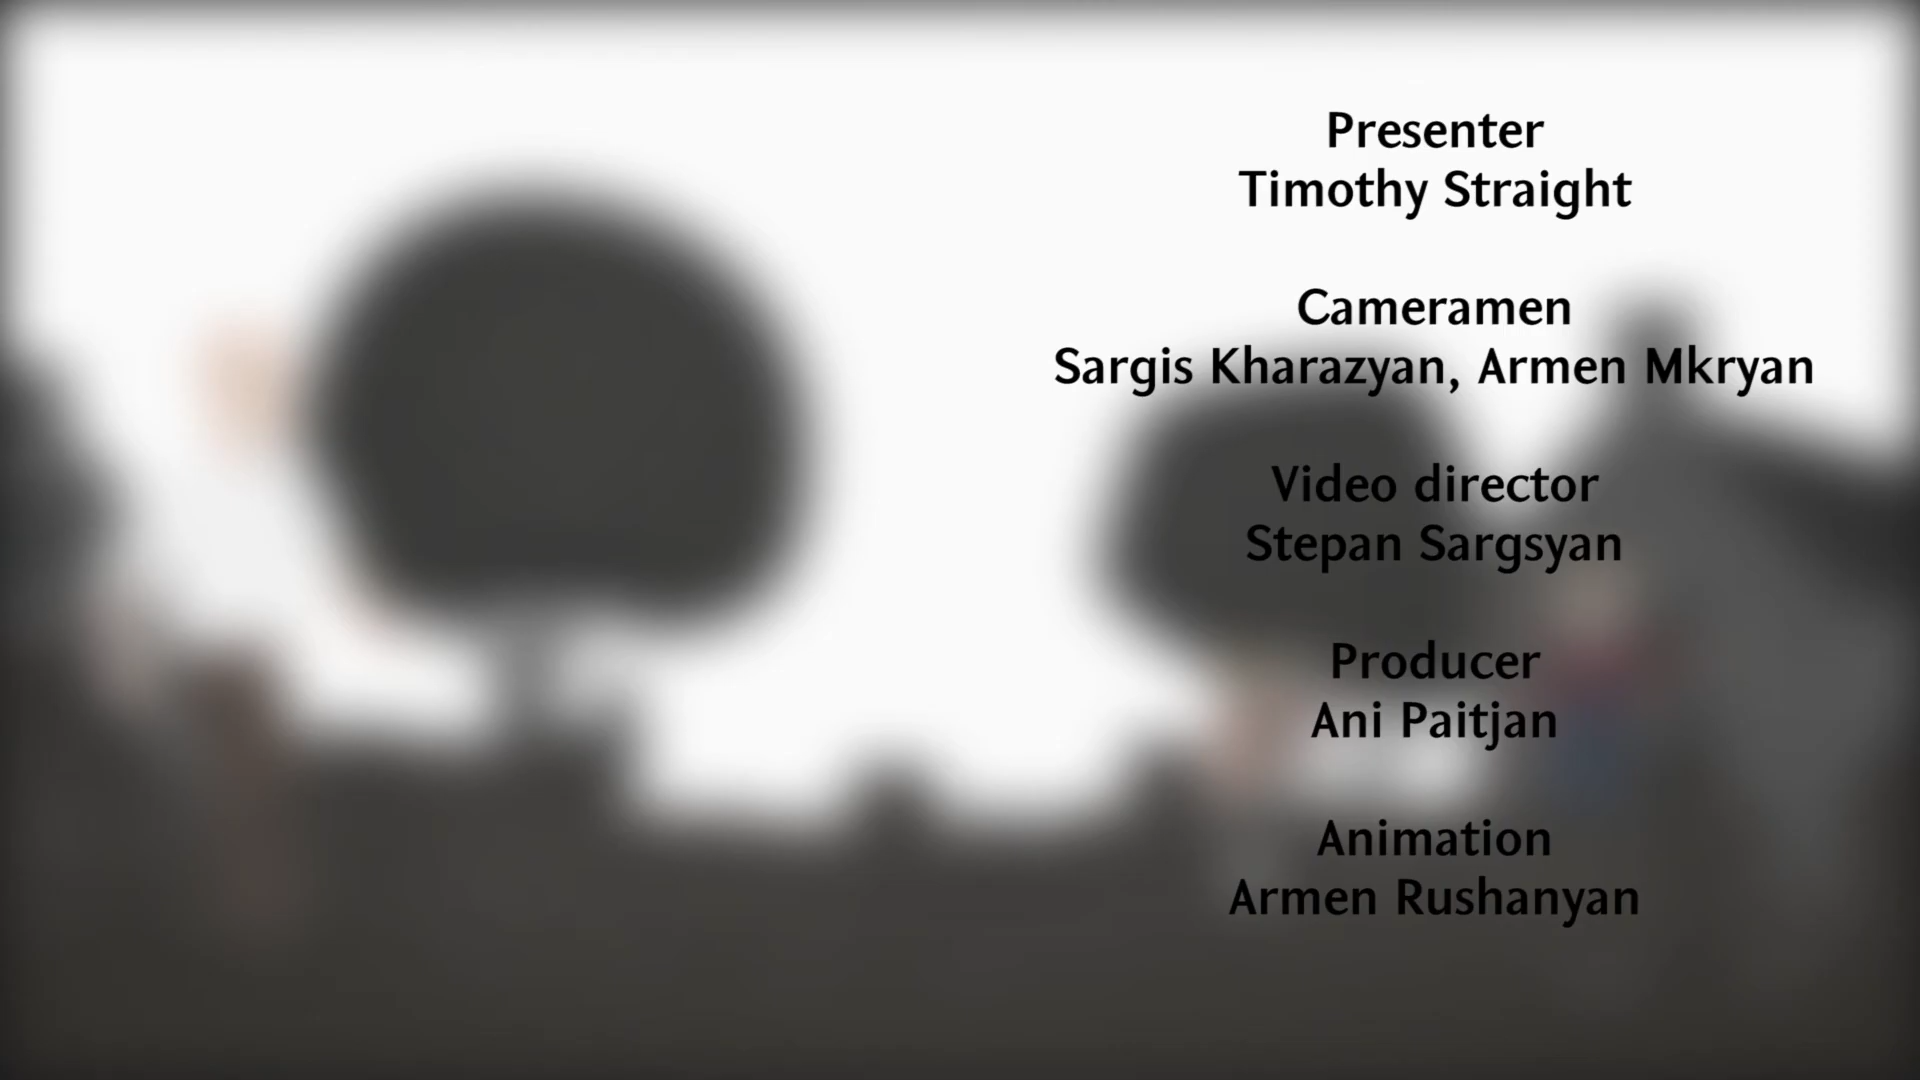 Presenter
Timothy Straight
Cameramen
Sargis Kharazyan, Armen Mkryan
Video director
Stepan Sargsyan
Producer
Ani Paitjan
Animation
Armen Rushanyan